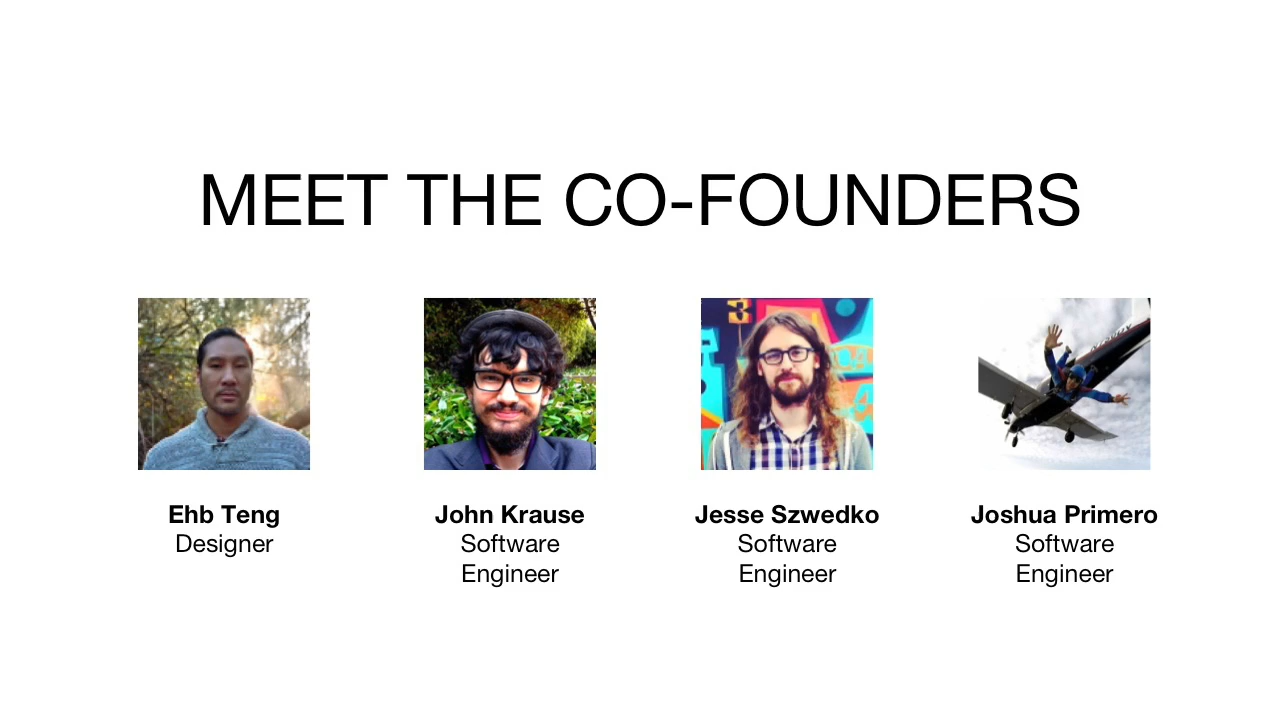 MEET THE CO-FOUNDERS
Ehb Teng
Designer
John Krause
Software
Engineer
Jesse Szwedko
Software
Engineer
Joshua Primero
Software
Engineer